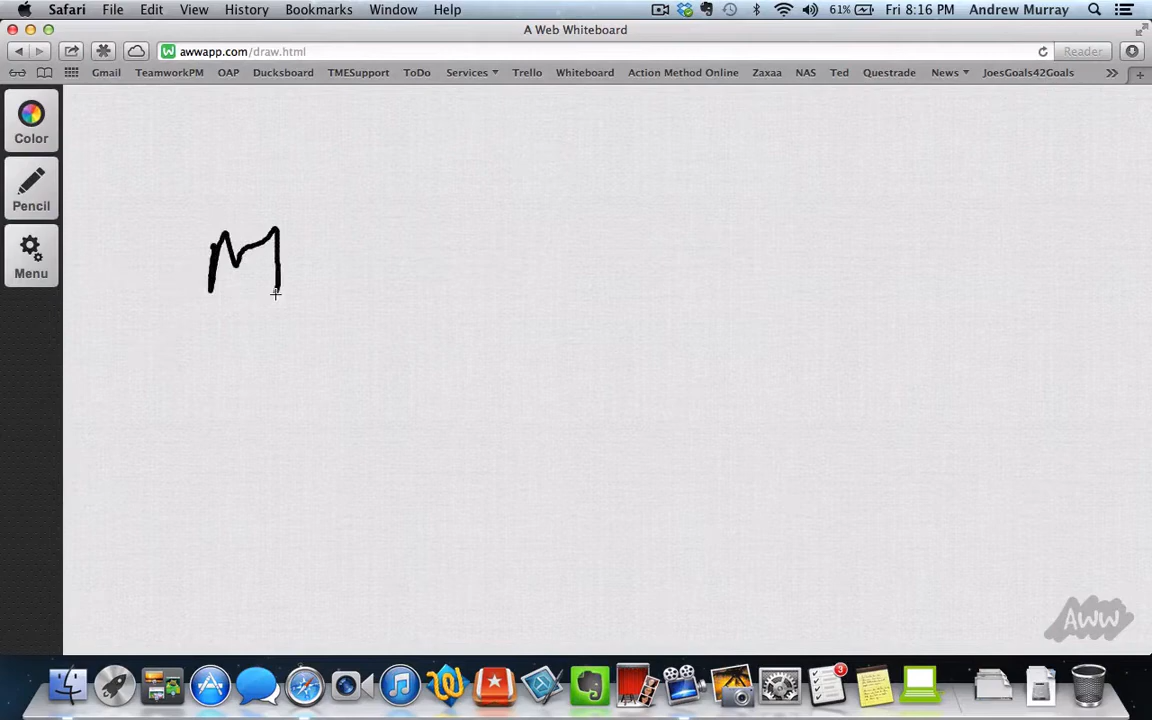 Safari File Edit View History Bookmarks Window Help 61% Fri 8:16 PM Andrew Murray
A Web Whiteboard
awwapp.com/draw.html Reader
Gmail TeamworkPM OAP Ducksboard TMESupport ToDo Services Trello Whiteboard Action Method Online Zaxaa NAS Ted Questrade News JoesGoals42Goals
Color
Pencil
Menu
M
AWW
3